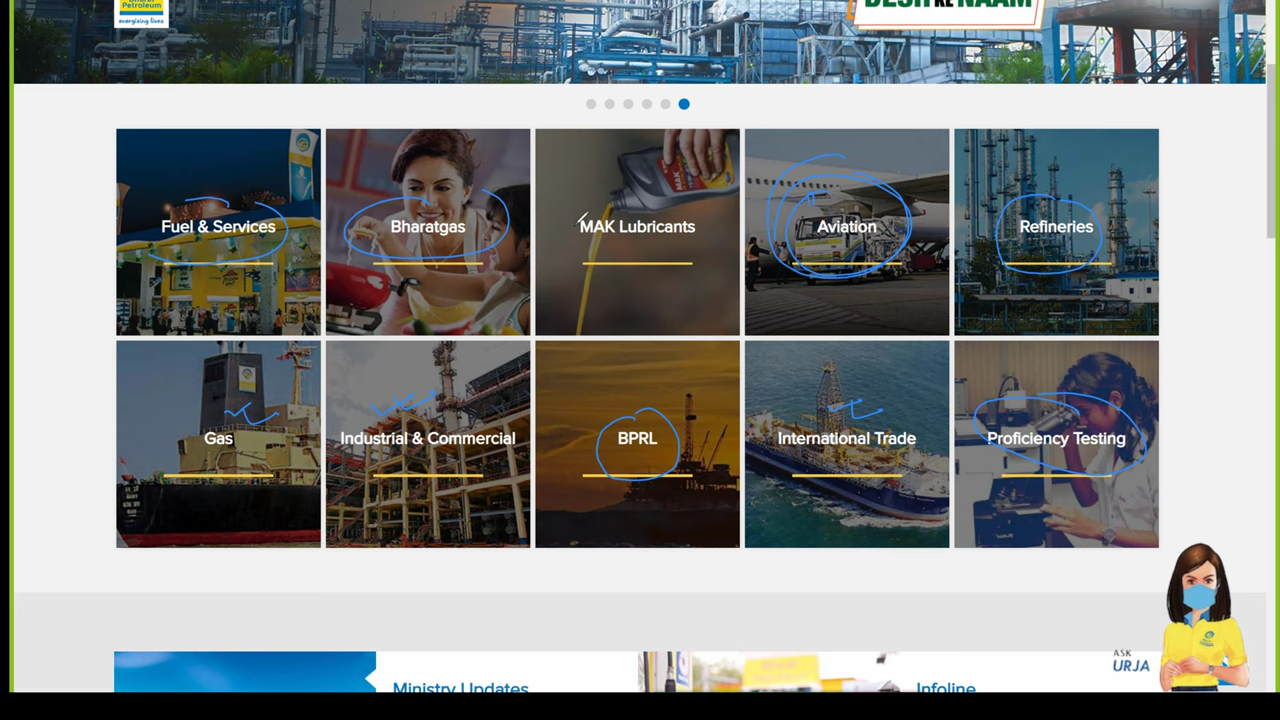 Petroleum
energising lives
DESH KE NAAM
Fuel & Services
Bharatgas
MAK Lubricants
Aviation
Refineries
Gas
Industrial & Commercial
BPRL
International Trade
Proficiency Testing
ASK
URJA
Ministry Updates
Infoline